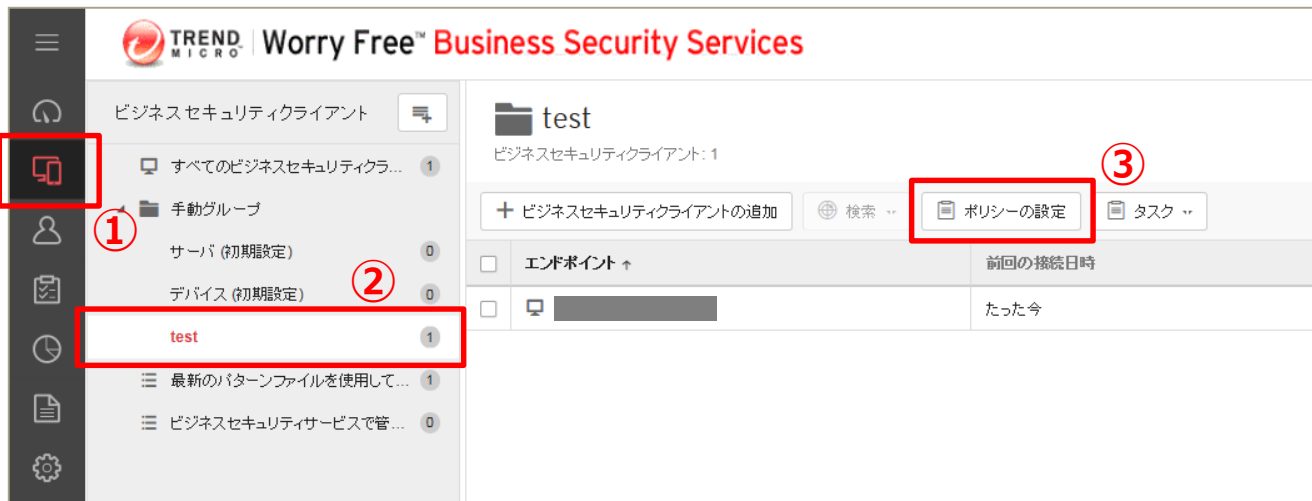 TREND MICRO Worry Free™ Business Security Services
ビジネスセキュリティクライアント
すべてのビジネスセキュリティクラ... 1
①
手動グループ
サーバ (初期設定) 0
②
デバイス (初期設定) 0
test 1
最新のパターンファイルを使用して... 1
ビジネスセキュリティサービスで管... 0
test
ビジネスセキュリティクライアント: 1
③
+ ビジネスセキュリティクライアントの追加 検索 ポリシーの設定 タスク
エンドポイント ↑ 前回の接続日時
たった今